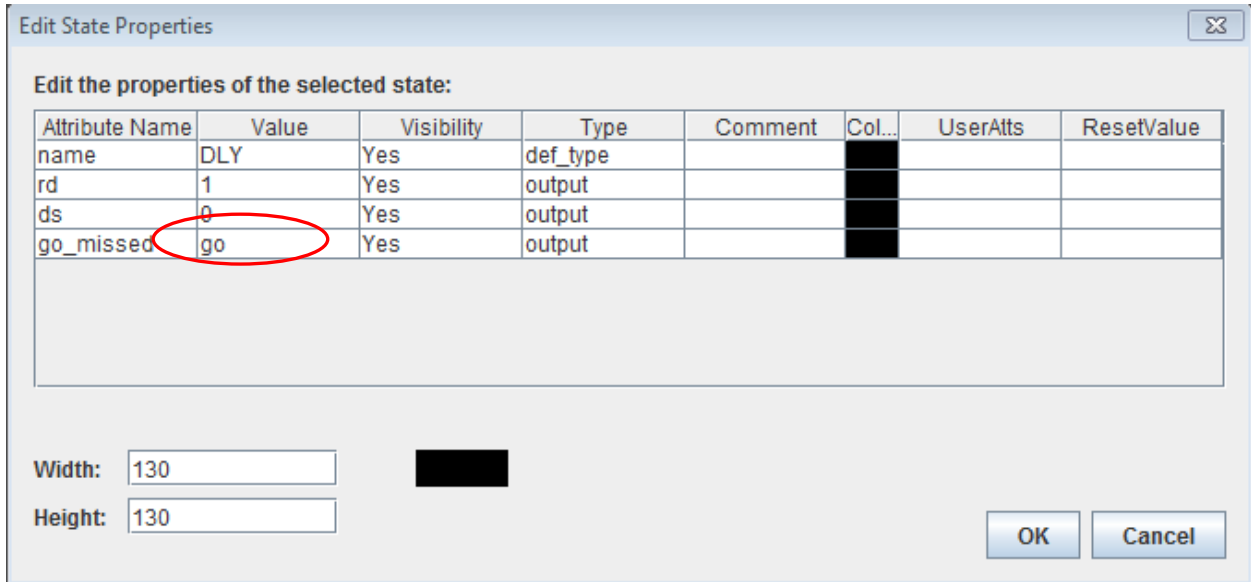 Edit State Properties
Edit the properties of the selected state:
Attribute Name Value Visibility Type Comment Col... UserAtts ResetValue
name DLY Yes def_type
rd 1 Yes output
ds 0 Yes output
go_missed go Yes output
Width: 130
Height: 130
OK Cancel